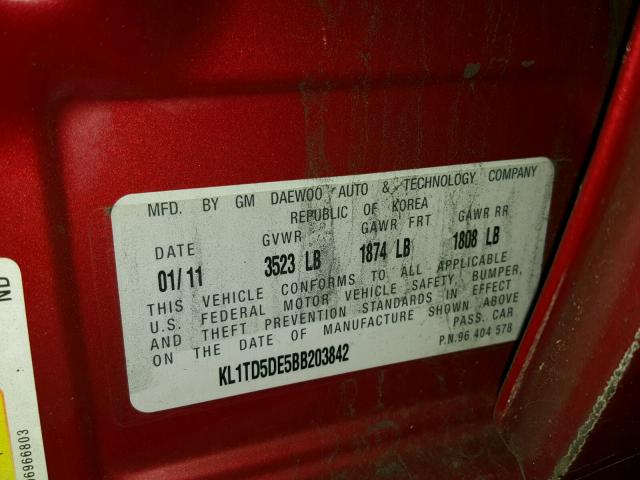 MFD. BY GM DAEWOO AUTO & TECHNOLOGY COMPANY
REPUBLIC OF KOREA
DATE GVWR GAWR FRT GAWR RR
01/11 3523 LB 1874 LB 1808 LB
THIS VEHICLE CONFORMS TO ALL APPLICABLE
U.S. FEDERAL MOTOR VEHICLE SAFETY, BUMPER,
AND THEFT PREVENTION STANDARDS IN EFFECT
ON THE DATE OF MANUFACTURE SHOWN ABOVE
PASS. CAR
P.N.96 404 578
KL1TD5DE5BB203842
ND
96966803